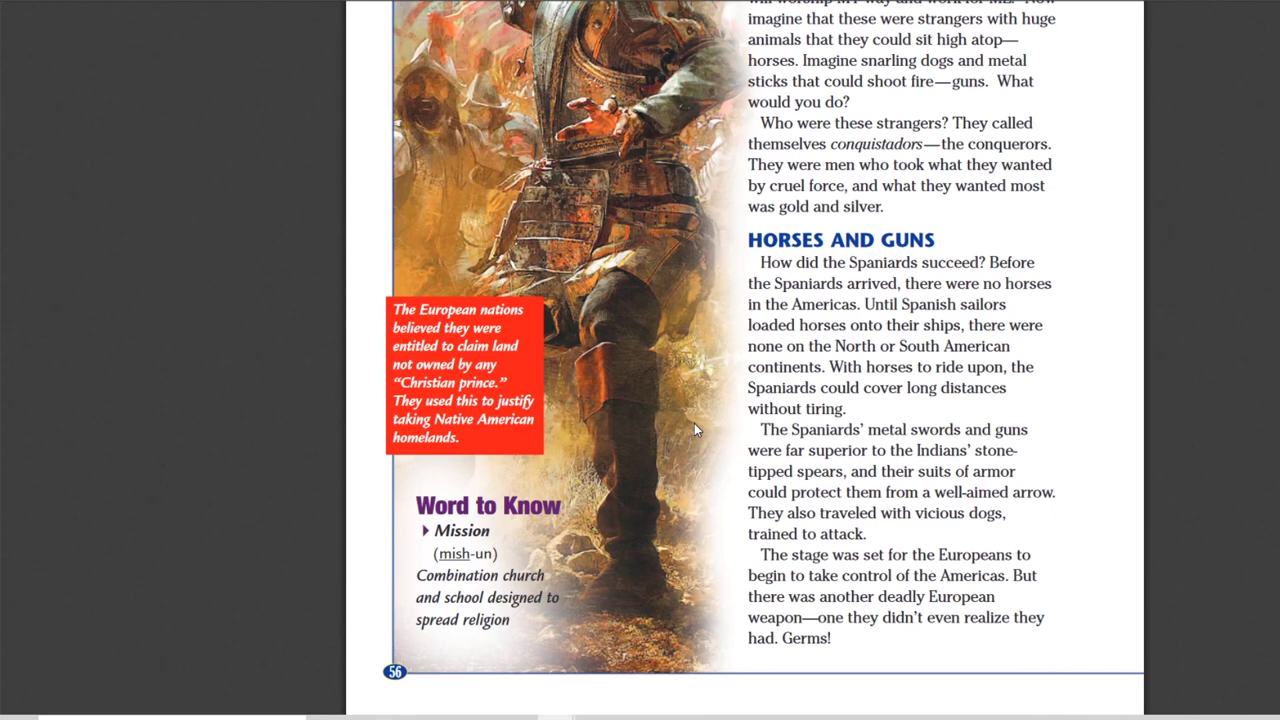 will worship MY way and work for ME." Now
imagine that these were strangers with huge
animals that they could sit high atop—
horses. Imagine snarling dogs and metal
sticks that could shoot fire—guns. What
would you do?
Who were these strangers? They called
themselves conquistadors—the conquerors.
They were men who took what they wanted
by cruel force, and what they wanted most
was gold and silver.
HORSES AND GUNS
How did the Spaniards succeed? Before
the Spaniards arrived, there were no horses
in the Americas. Until Spanish sailors
loaded horses onto their ships, there were
none on the North or South American
continents. With horses to ride upon, the
Spaniards could cover long distances
without tiring.
The Spaniards' metal swords and guns
were far superior to the Indians' stone-
tipped spears, and their suits of armor
could protect them from a well-aimed arrow.
They also traveled with vicious dogs,
trained to attack.
The stage was set for the Europeans to
begin to take control of the Americas. But
there was another deadly European
weapon—one they didn't even realize they
had. Germs!
The European nations
believed they were
entitled to claim land
not owned by any
“Christian prince.”
They used this to justify
taking Native American
homelands.
Word to Know
Mission
(mish-un)
Combination church
and school designed to
spread religion
56